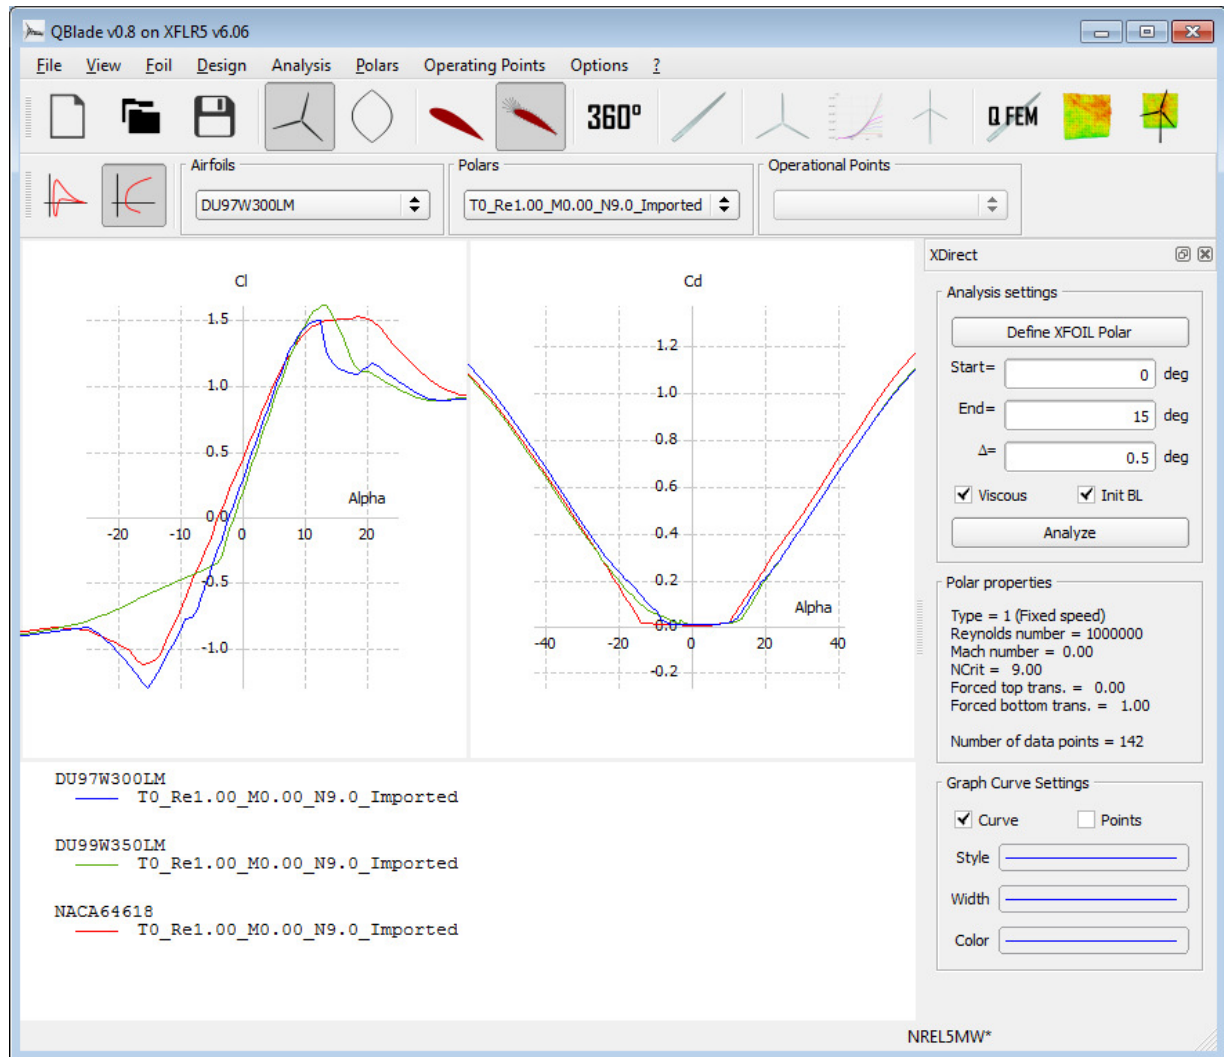 QBlade v0.8 on XFLR5 v6.06
File View Foil Design Analysis Polars Operating Points Options ?
360° Q FEM
Airfoils
DU97W300LM
Polars
T0_Re1.00_M0.00_N9.0_Imported
Operational Points
Cl
1.5
1.0
0.5
Alpha
0.0
-20 -10 0 10 20
-0.5
-1.0
Cd
1.2
1.0
0.8
0.6
0.4
0.2
Alpha
0.0
-40 -20 0 20 40
-0.2
XDirect
Analysis settings
Define XFOIL Polar
Start= 0 deg
End= 15 deg
Δ= 0.5 deg
Viscous Init BL
Analyze
Polar properties
Type = 1 (Fixed speed)
Reynolds number = 1000000
Mach number = 0.00
NCrit = 9.00
Forced top trans. = 0.00
Forced bottom trans. = 1.00
Number of data points = 142
Graph Curve Settings
Curve Points
Style
Width
Color
DU97W300LM
T0_Re1.00_M0.00_N9.0_Imported
DU99W350LM
T0_Re1.00_M0.00_N9.0_Imported
NACA64618
T0_Re1.00_M0.00_N9.0_Imported
NREL5MW*